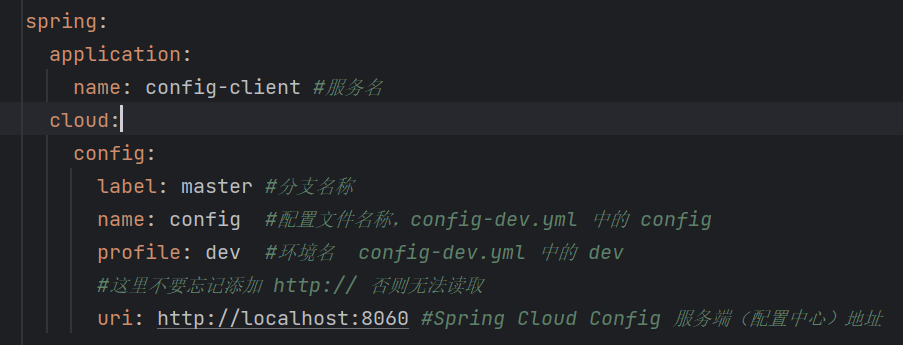 spring:
  application:
    name: config-client #服务名
  cloud:
    config:
      label: master #分支名称
      name: config  #配置文件名称，config-dev.yml 中的 config
      profile: dev  #环境名  config-dev.yml 中的 dev
      #这里不要忘记添加 http:// 否则无法读取
      uri: http://localhost:8060 #Spring Cloud Config 服务端（配置中心）地址